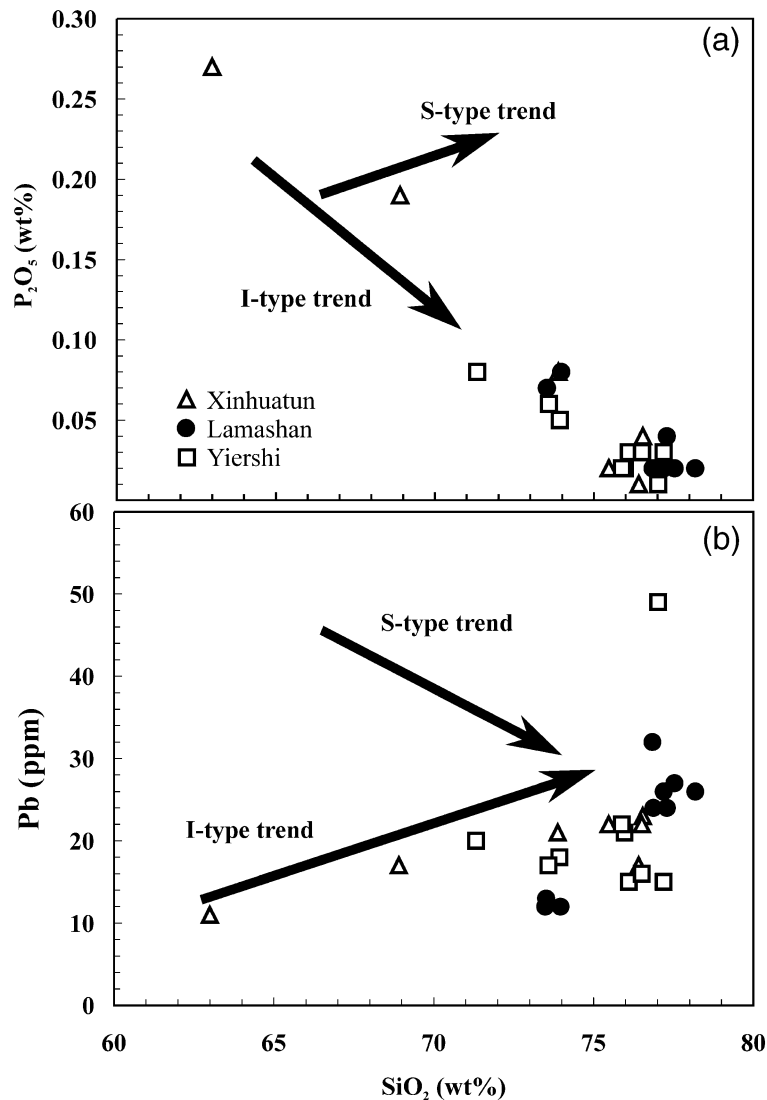 (a)
0.30
0.25
0.20
0.15
0.10
0.05
P₂O₅ (wt%)
S-type trend
I-type trend
Xinhuatun
Lamashan
Yiershi
(b)
60
50
40
30
20
10
0
Pb (ppm)
S-type trend
I-type trend
60 65 70 75 80
SiO₂ (wt%)